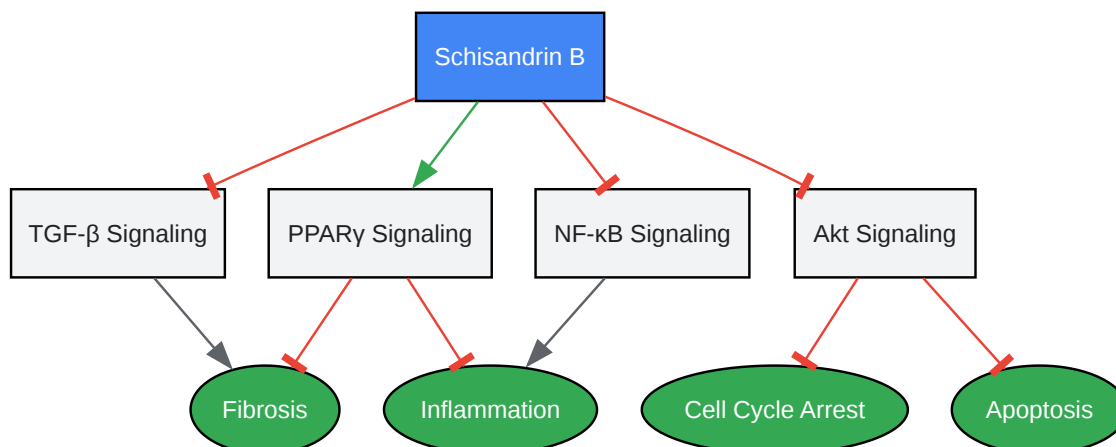 Schisandrin B
TGF-β Signaling
PPARγ Signaling
NF-κB Signaling
Akt Signaling
Fibrosis
Inflammation
Cell Cycle Arrest
Apoptosis